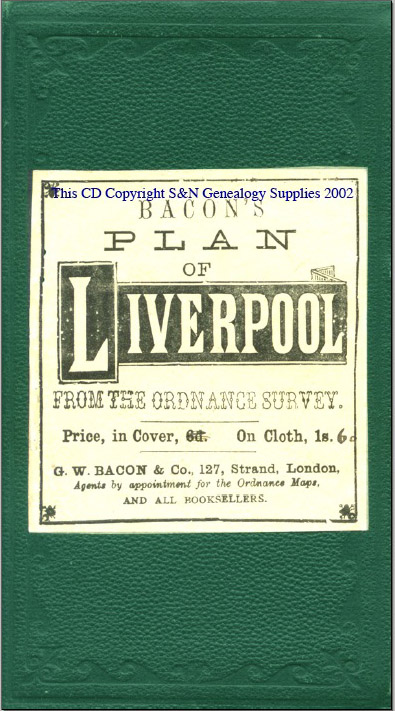 This CD Copyright S&N Genealogy Supplies 2002
BACON'S
PLAN
OF
LIVERPOOL
FROM THE ORDNANCE SURVEY.
Price, in Cover, 6d. On Cloth, 1s. 6
G. W. BACON & Co., 127, Strand, London,
Agents by appointment for the Ordnance Maps,
AND ALL BOOKSELLERS.